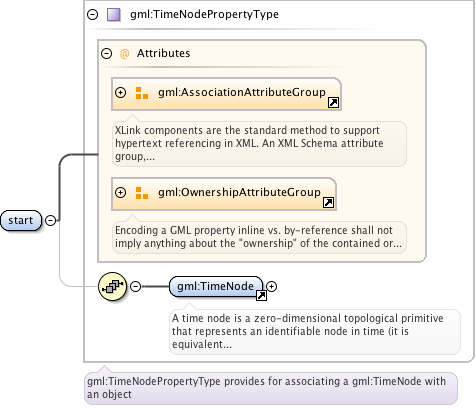 gml:TimeNodePropertyType
@ Attributes
gml:AssociationAttributeGroup
XLink components are the standard method to support
hypertext referencing in XML. An XML Schema attribute
group,...
gml:OwnershipAttributeGroup
Encoding a GML property inline vs. by-reference shall not
imply anything about the "ownership" of the contained or...
start
gml:TimeNode
A time node is a zero-dimensional topological primitive
that represents an identifiable node in time (it is
equivalent...
gml:TimeNodePropertyType provides for associating a gml:TimeNode with
an object